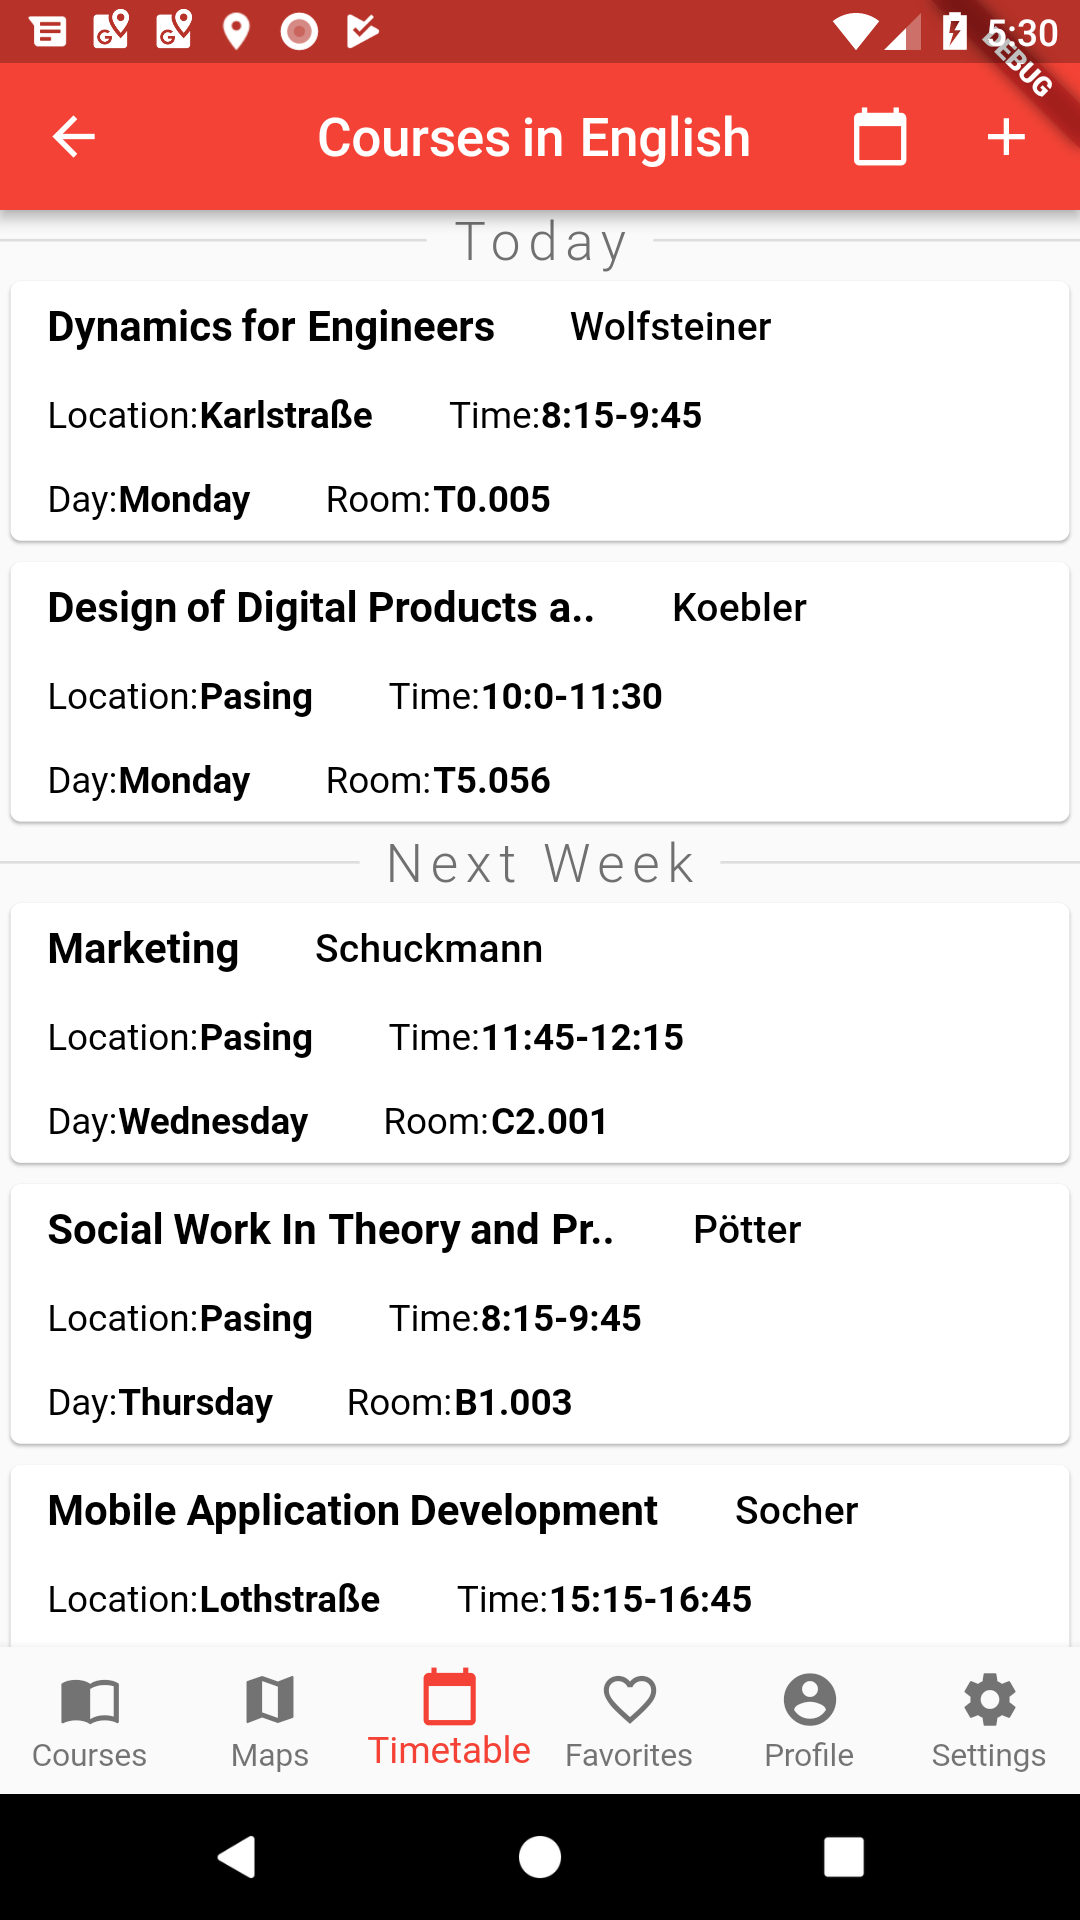 5:30
DEBUG
Courses in English
Today
Dynamics for Engineers Wolfsteiner
Location:Karlstraße Time:8:15-9:45
Day:Monday Room:T0.005
Design of Digital Products a.. Koebler
Location:Pasing Time:10:0-11:30
Day:Monday Room:T5.056
Next Week
Marketing Schuckmann
Location:Pasing Time:11:45-12:15
Day:Wednesday Room:C2.001
Social Work In Theory and Pr.. Pötter
Location:Pasing Time:8:15-9:45
Day:Thursday Room:B1.003
Mobile Application Development Socher
Location:Lothstraße Time:15:15-16:45
Courses Maps Timetable Favorites Profile Settings